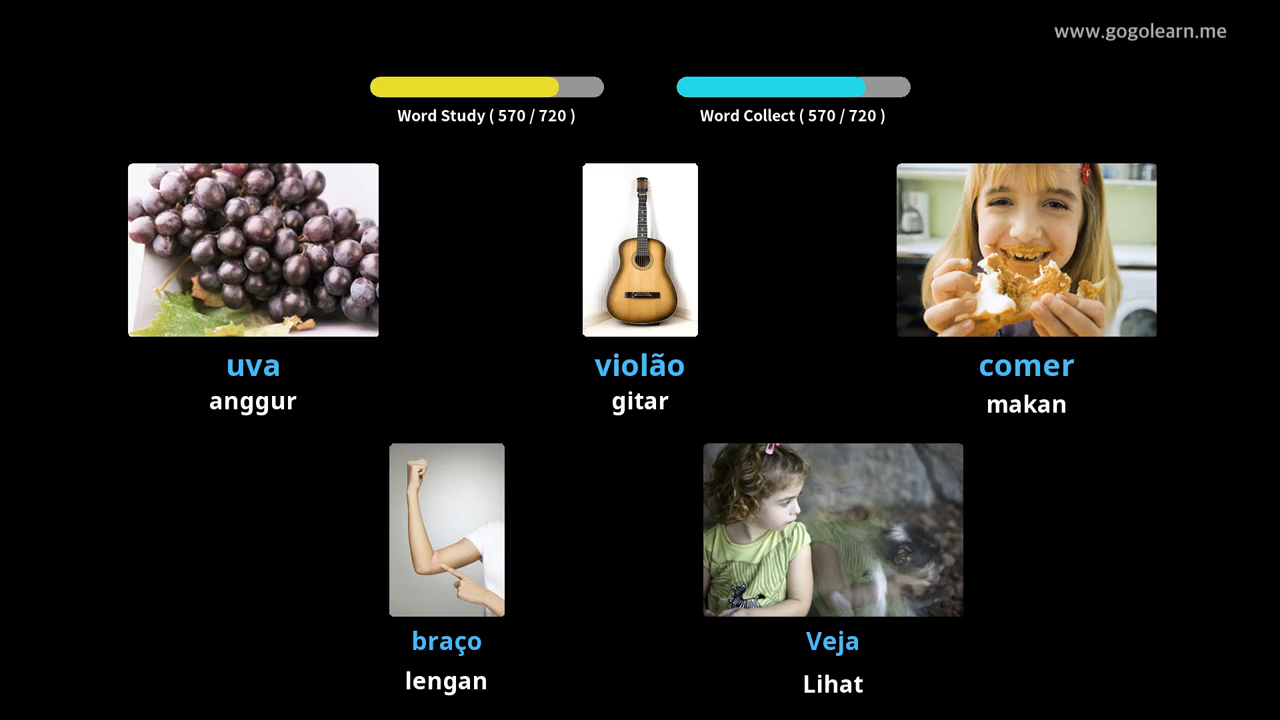 www.gogolearn.me
Word Study ( 570 / 720 )
Word Collect ( 570 / 720 )
uva
anggur
violão
gitar
comer
makan
braço
lengan
Veja
Lihat